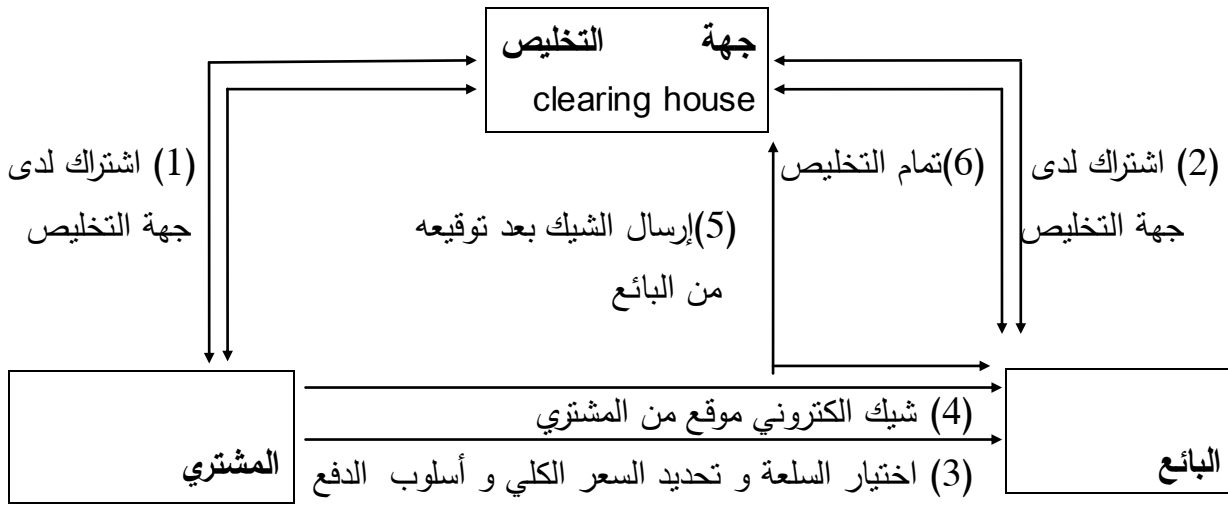 جهة التخليص
clearing house
(1) اشتراك لدى
جهة التخليص
(2) اشتراك لدى
جهة التخليص
(6)تمام التخليص
(5)إرسال الشيك بعد توقيعه
من البائع
(4) شيك الكتروني موقع من المشتري
(3) اختيار السلعة و تحديد السعر الكلي و أسلوب الدفع
المشتري
البائع